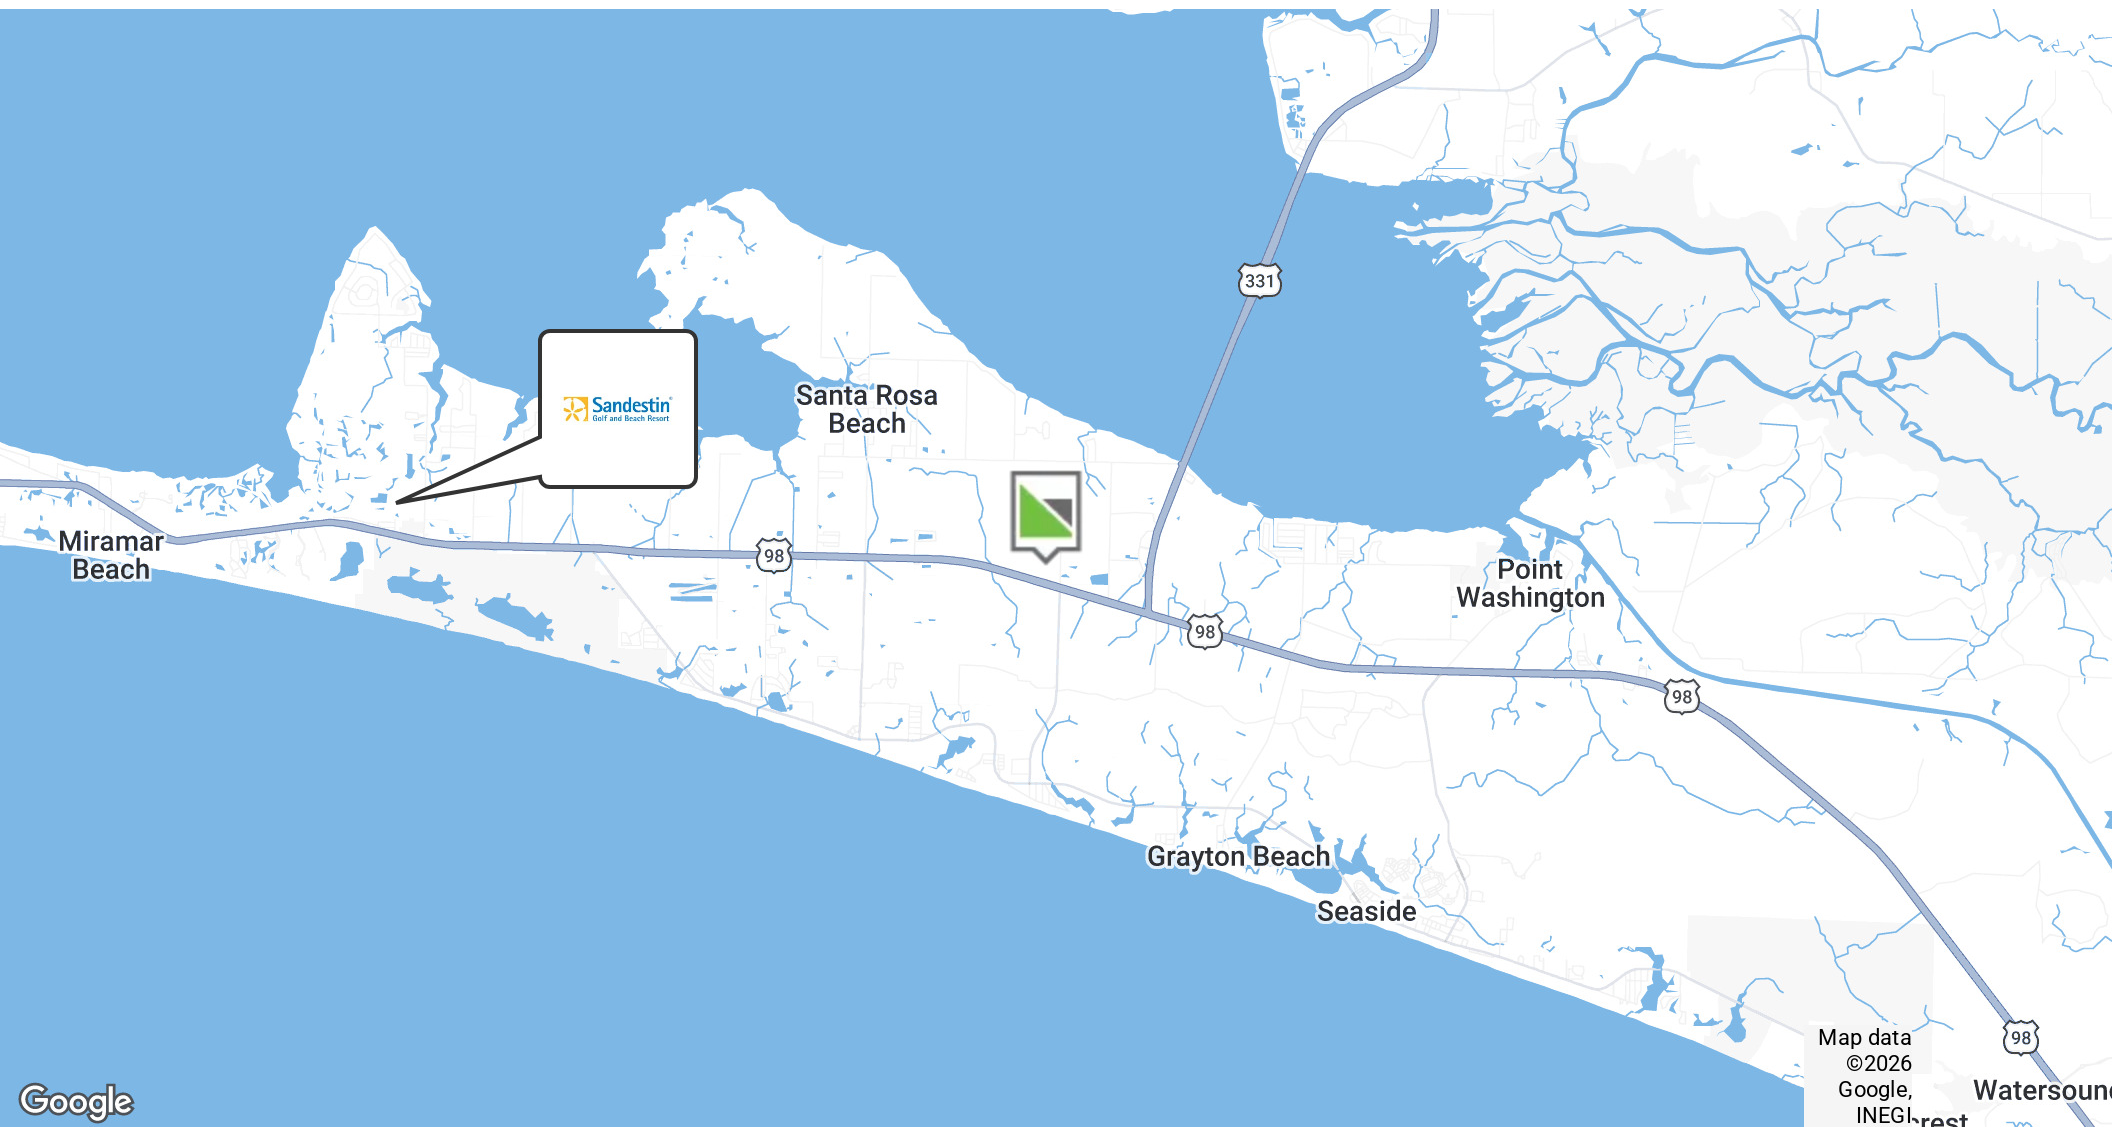 331
Sandestin
Golf and Beach Resort
Santa Rosa
Beach
Miramar
Beach
98
98
Point
Washington
98
Grayton Beach
Seaside
98
Map data
©2026
Google,
INEGI
Watersound
Google